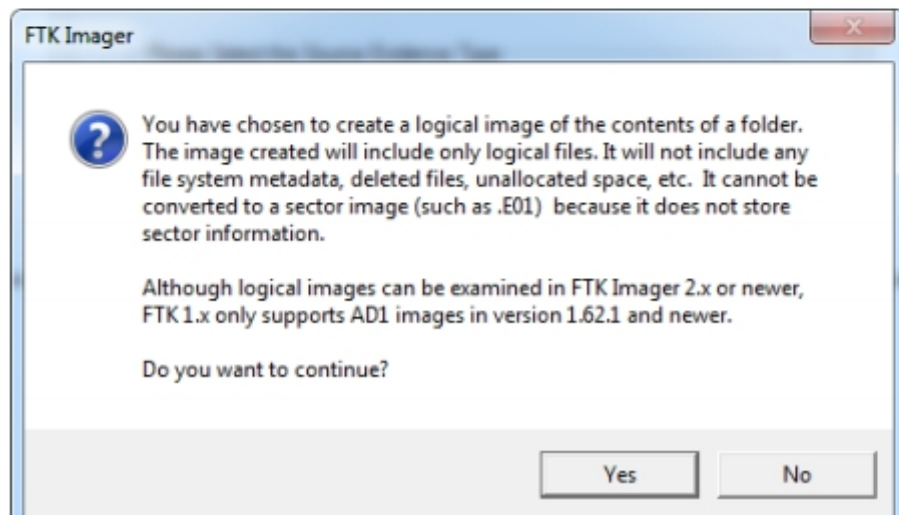 FTK Imager
You have chosen to create a logical image of the contents of a folder.
The image created will include only logical files. It will not include any
file system metadata, deleted files, unallocated space, etc. It cannot be
converted to a sector image (such as .E01) because it does not store
sector information.
Although logical images can be examined in FTK Imager 2.x or newer,
FTK 1.x only supports AD1 images in version 1.62.1 and newer.
Do you want to continue?
Yes
No